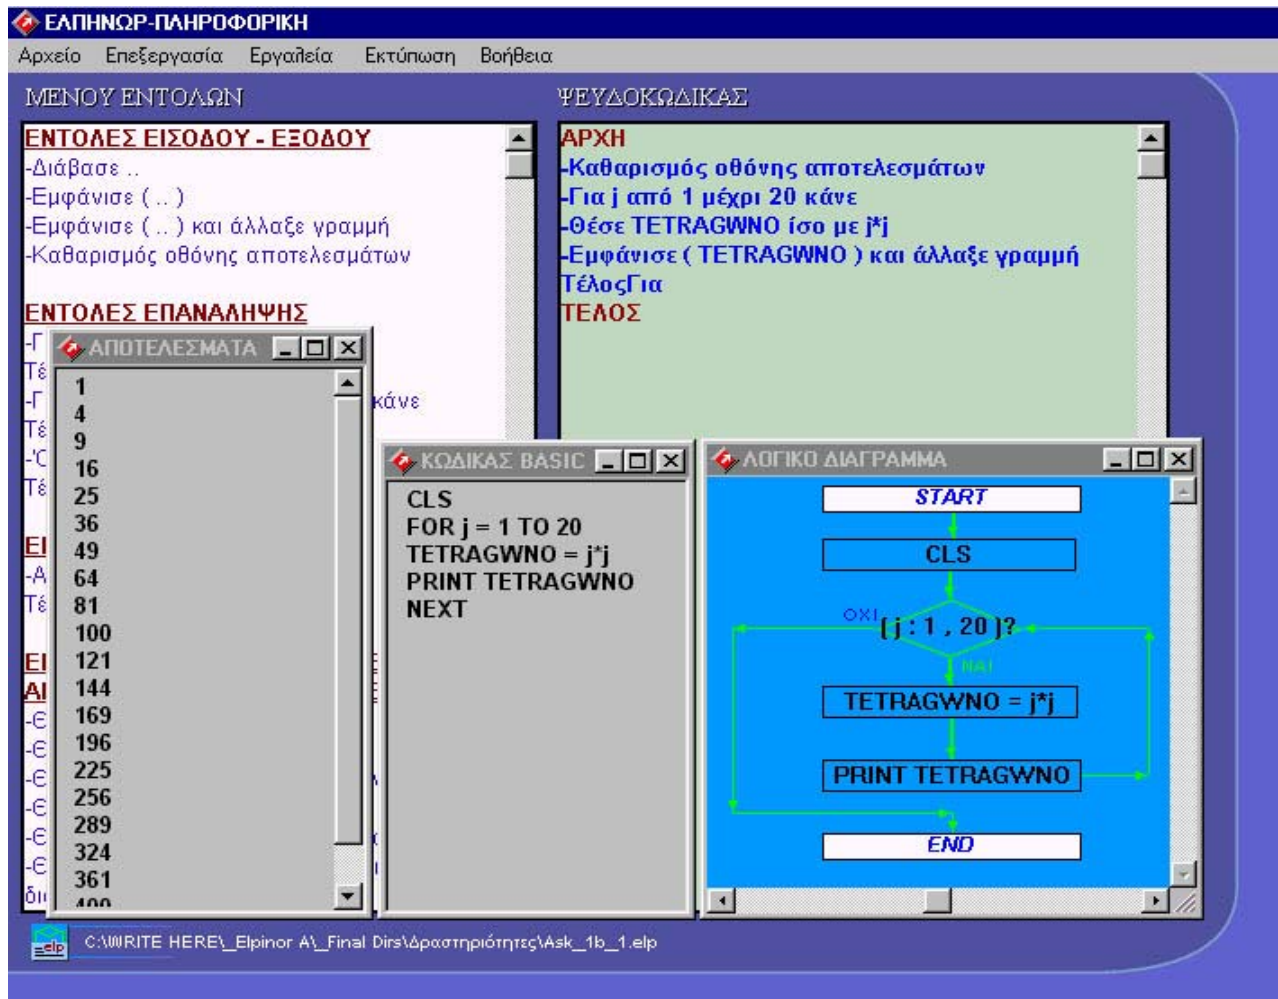 ΕΛΠΗΝΩΡ-ΠΛΗΡΟΦΟΡΙΚΗ
Αρχείο Επεξεργασία Εργαλεία Εκτύπωση Βοήθεια
ΜΕΝΟΥ ΕΝΤΟΛΩΝ
ΕΝΤΟΛΕΣ ΕΙΣΟΔΟΥ - ΕΞΟΔΟΥ
-Διάβασε ..
-Εμφάνισε ( .. )
-Εμφάνισε ( .. ) και άλλαξε γραμμή
-Καθαρισμός οθόνης αποτελεσμάτων
ΕΝΤΟΛΕΣ ΕΠΑΝΑΛΗΨΗΣ
κάνε
ΨΕΥΔΟΚΩΔΙΚΑΣ
ΑΡΧΗ
-Καθαρισμός οθόνης αποτελεσμάτων
-Για j από 1 μέχρι 20 κάνε
-Θέσε TETRAGWNO ίσο με j*j
-Εμφάνισε ( TETRAGWNO ) και άλλαξε γραμμή
ΤέλοςΓια
ΤΕΛΟΣ
ΑΠΟΤΕΛΕΣΜΑΤΑ
1
4
9
16
25
36
49
64
81
100
121
144
169
196
225
256
289
324
361
400
ΚΩΔΙΚΑΣ BASIC
CLS
FOR j = 1 TO 20
TETRAGWNO = j*j
PRINT TETRAGWNO
NEXT
ΛΟΓΙΚΟ ΔΙΑΓΡΑΜΜΑ
START
CLS
ΟΧΙ
( j : 1 , 20 )?
ΝΑΙ
TETRAGWNO = j*j
PRINT TETRAGWNO
END
elp
C:\WRITE HERE\_Elpinor A\_Final Dirs\Δραστηριότητες\Ask_1b_1.elp